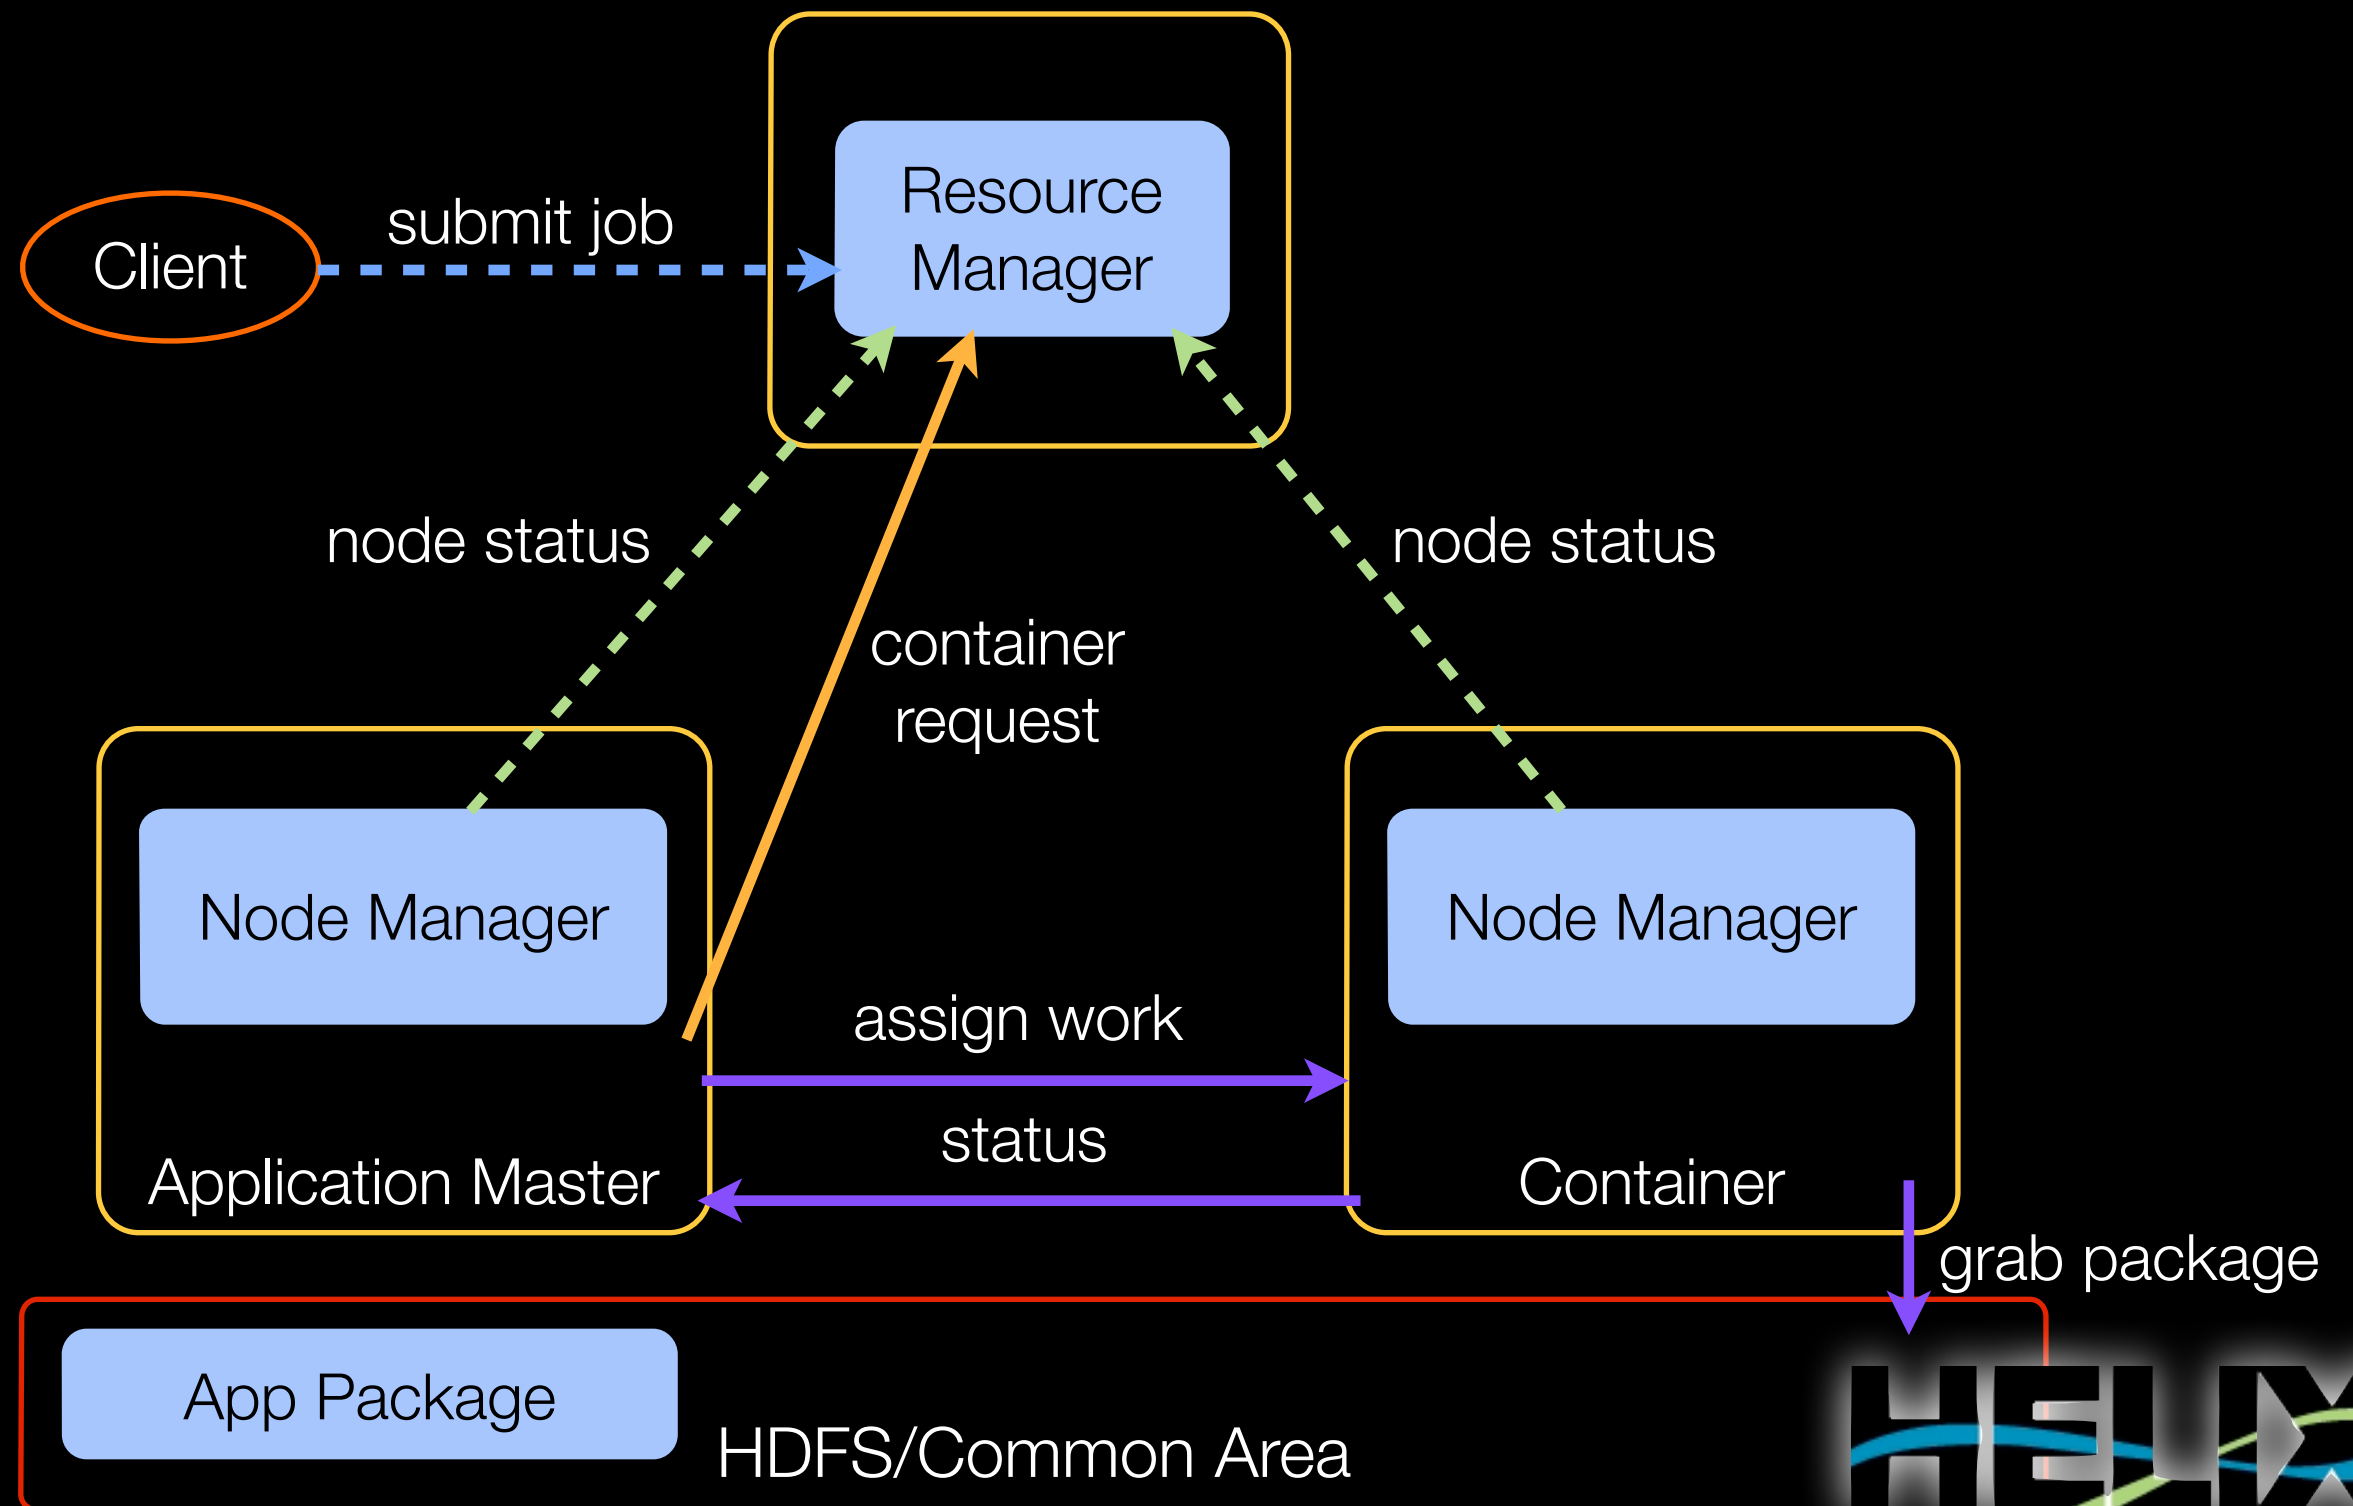 Resource
Manager
submit job
Client
node status
node status
container
request
Node Manager
Node Manager
assign work
status
Application Master
Container
grab package
App Package
HDFS/Common Area
HELIX